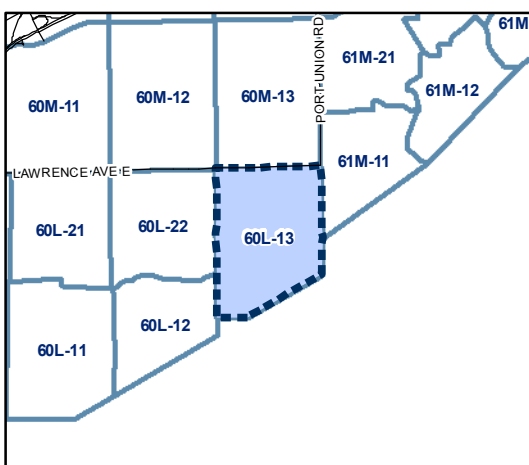 61M
61M-21
60M-11
60M-12
60M-13
PORT UNION RD
61M-12
61M-11
LAWRENCE AVE E
60L-21
60L-22
60L-13
60L-11
60L-12